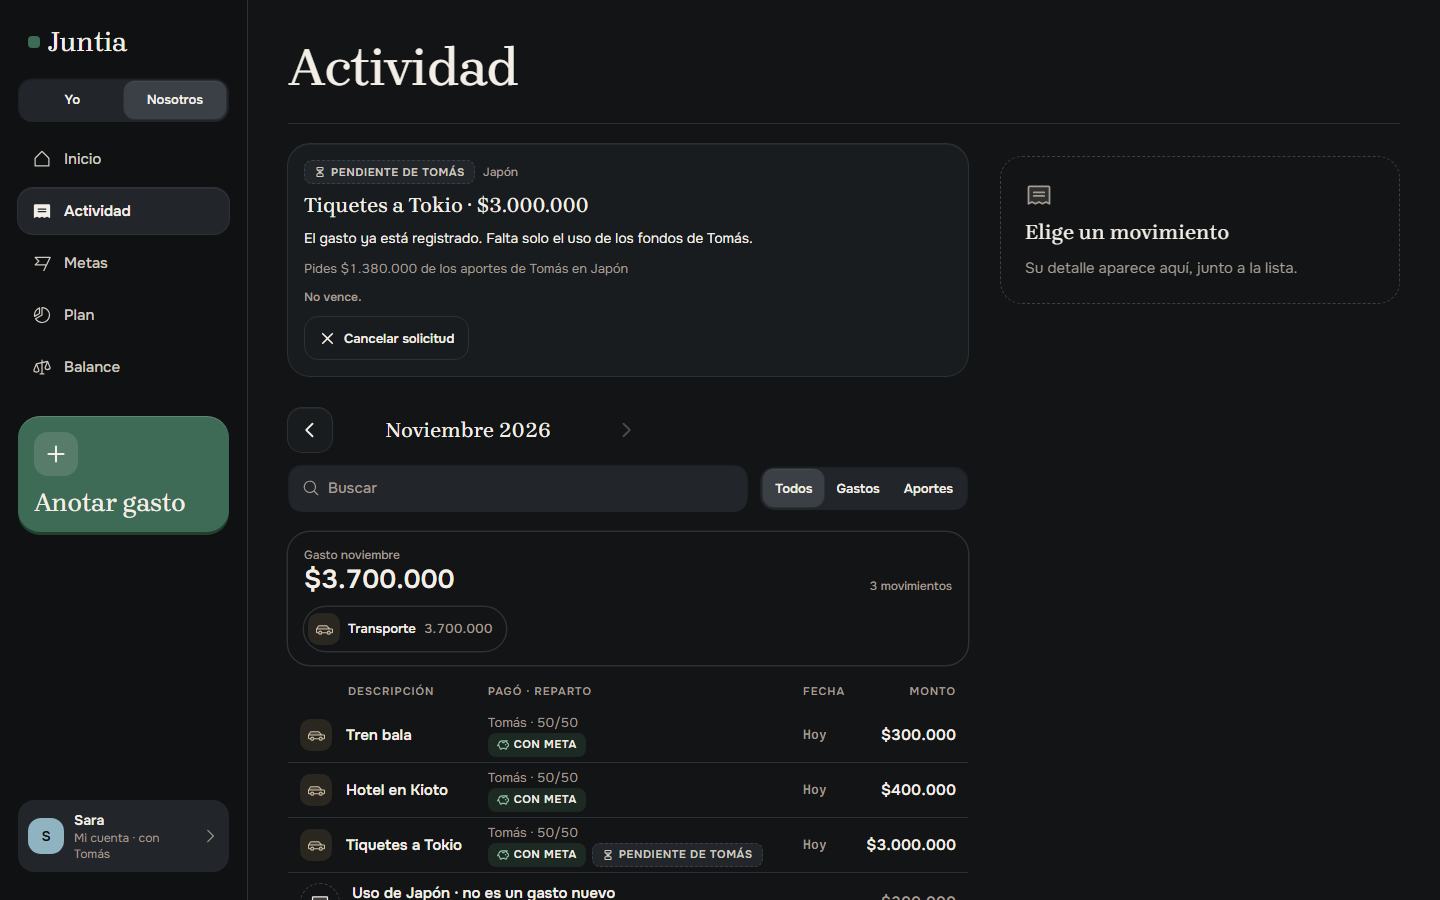 Juntia
Yo
Nosotros
Inicio
Actividad
Metas
Plan
Balance
Anotar gasto
S
Sara
Mi cuenta · con
Tomás
Actividad
PENDIENTE DE TOMÁS
Japón
Tiquetes a Tokio · $3.000.000
El gasto ya está registrado. Falta solo el uso de los fondos de Tomás.
Pides $1.380.000 de los aportes de Tomás en Japón
No vence.
Cancelar solicitud
Elige un movimiento
Su detalle aparece aquí, junto a la lista.
Noviembre 2026
Buscar
Todos
Gastos
Aportes
Gasto noviembre
$3.700.000
3 movimientos
Transporte 3.700.000
DESCRIPCIÓN
PAGÓ · REPARTO
FECHA
MONTO
Tren bala
Tomás · 50/50
CON META
Hoy
$300.000
Hotel en Kioto
Tomás · 50/50
CON META
Hoy
$400.000
Tiquetes a Tokio
Tomás · 50/50
CON META
PENDIENTE DE TOMÁS
Hoy
$3.000.000
Uso de Japón · no es un gasto nuevo